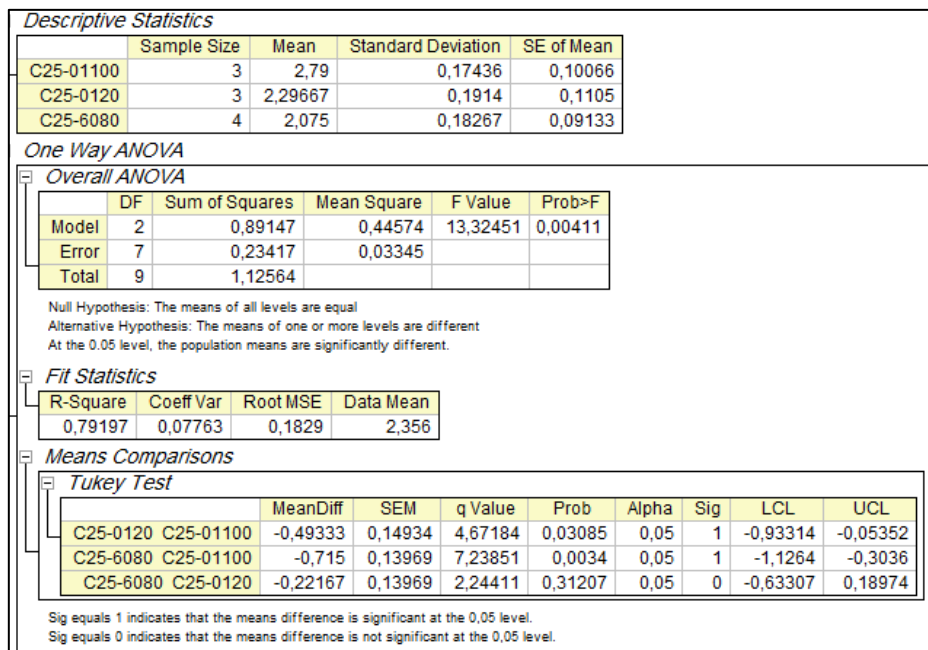 Descriptive Statistics
Sample Size Mean Standard Deviation SE of Mean
C25-01100 3 2,79 0,17436 0,10066
C25-0120 3 2,29667 0,1914 0,1105
C25-6080 4 2,075 0,18267 0,09133
One Way ANOVA
Overall ANOVA
DF Sum of Squares Mean Square F Value Prob>F
Model 2 0,89147 0,44574 13,32451 0,00411
Error 7 0,23417 0,03345
Total 9 1,12564
Null Hypothesis: The means of all levels are equal
Alternative Hypothesis: The means of one or more levels are different
At the 0.05 level, the population means are significantly different.
Fit Statistics
R-Square Coeff Var Root MSE Data Mean
0,79197 0,07763 0,1829 2,356
Means Comparisons
Tukey Test
MeanDiff SEM q Value Prob Alpha Sig LCL UCL
C25-0120 C25-01100 -0,49333 0,14934 4,67184 0,03085 0,05 1 -0,93314 -0,05352
C25-6080 C25-01100 -0,715 0,13969 7,23851 0,0034 0,05 1 -1,1264 -0,3036
C25-6080 C25-0120 -0,22167 0,13969 2,24411 0,31207 0,05 0 -0,63307 0,18974
Sig equals 1 indicates that the means difference is significant at the 0,05 level.
Sig equals 0 indicates that the means difference is not significant at the 0,05 level.